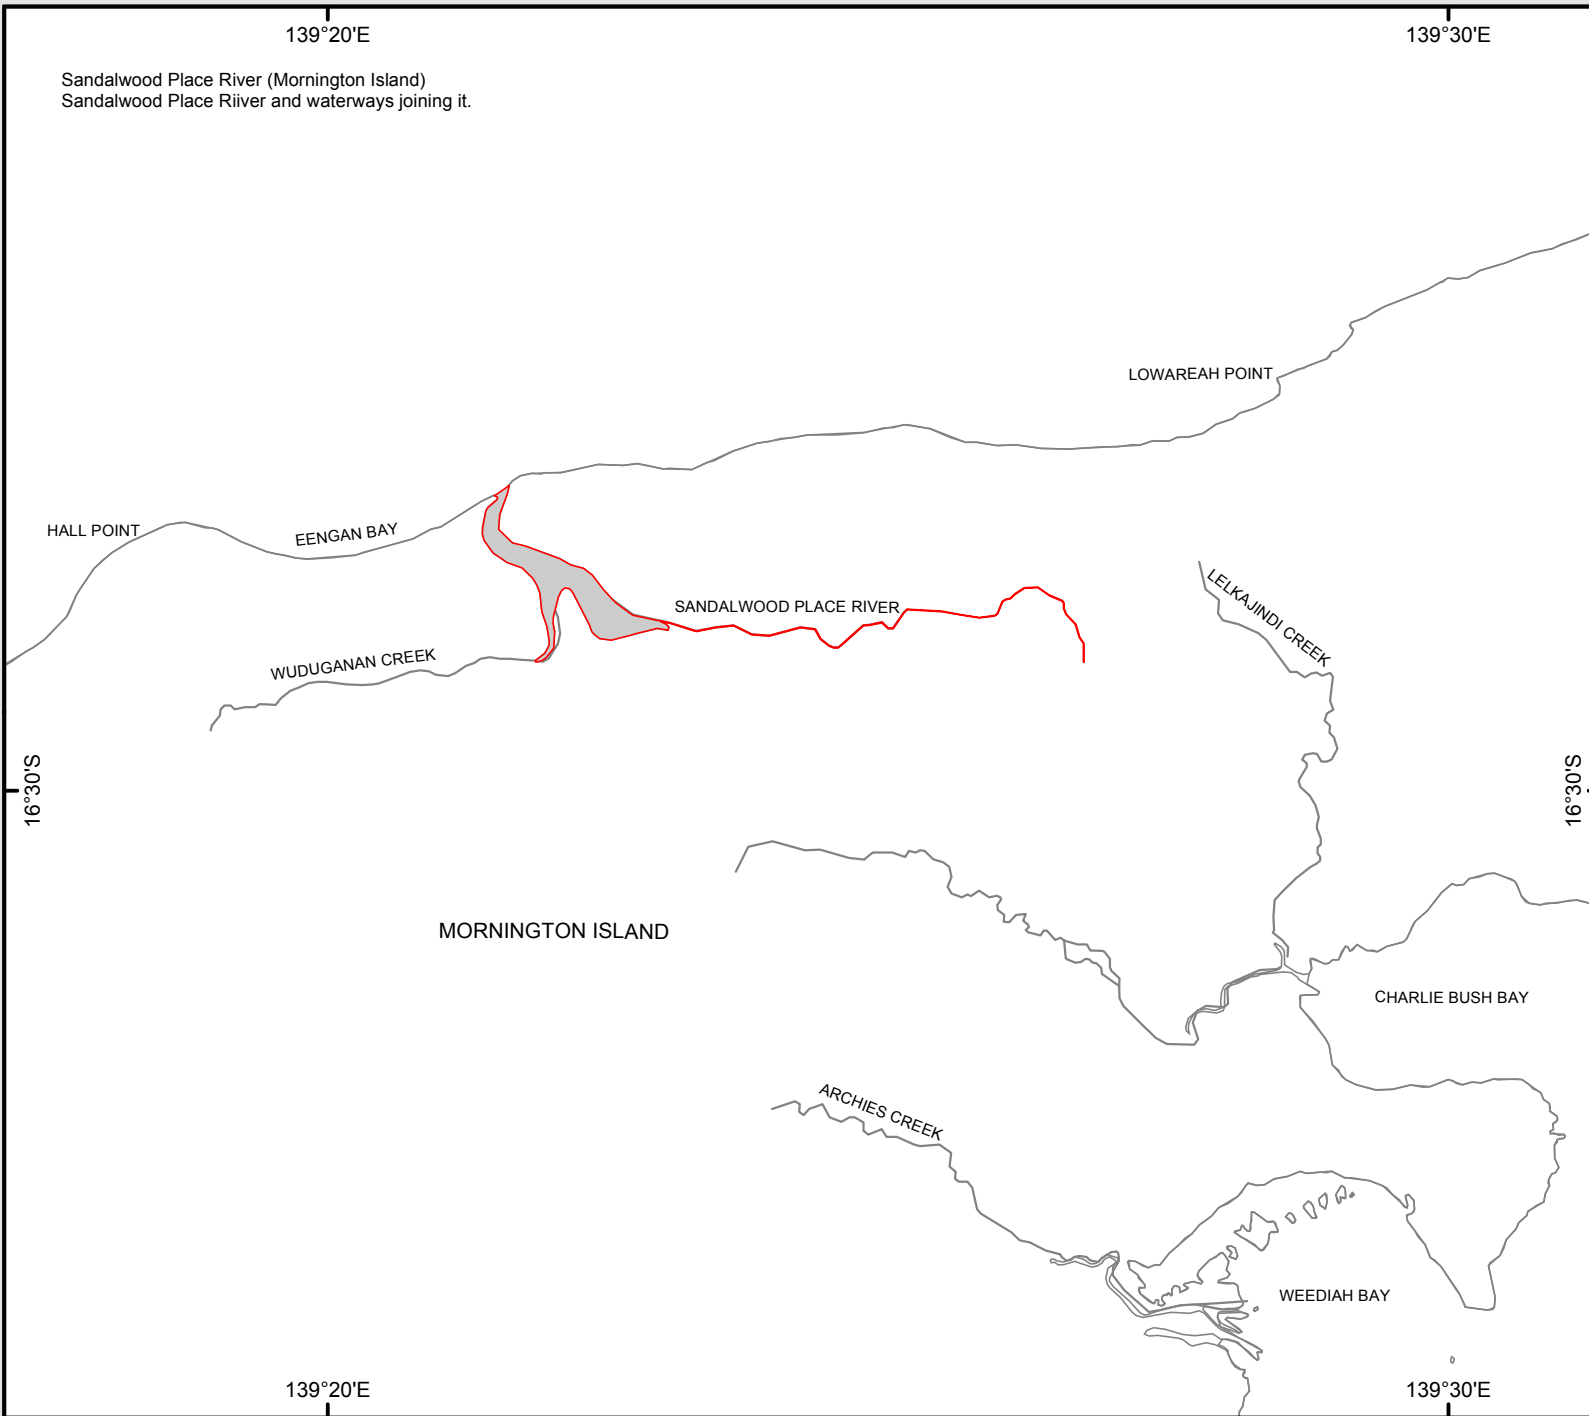 139°20'E
139°30'E
Sandalwood Place River (Mornington Island)
Sandalwood Place Riiver and waterways joining it.
LOWAREAH POINT
HALL POINT
EENGAN BAY
SANDALWOOD PLACE RIVER
LELKAJINDI CREEK
WUDUGANAN CREEK
16°30'S
16°30'S
MORNINGTON ISLAND
CHARLIE BUSH BAY
ARCHIES CREEK
WEEDIAH BAY
139°20'E
139°30'E